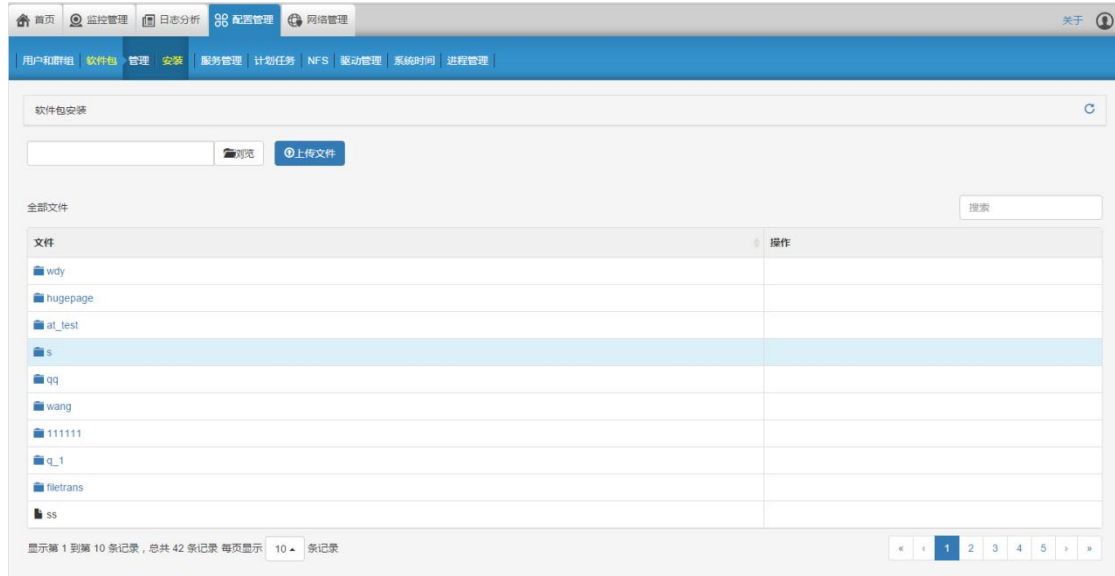 首页 监控管理 日志分析 配置管理 网络管理 关于
用户和群组 软件包 管理 安装 服务管理 计划任务 NFS 驱动管理 系统时间 进程管理
软件包安装
浏览 上传文件
全部文件 搜索
文件 操作
wdy
hugepage
at_test
s
qq
wang
111111
q_1
filetrans
ss
显示第 1 到第 10 条记录，总共 42 条记录 每页显示 10 条记录 « ‹ 1 2 3 4 5 › »